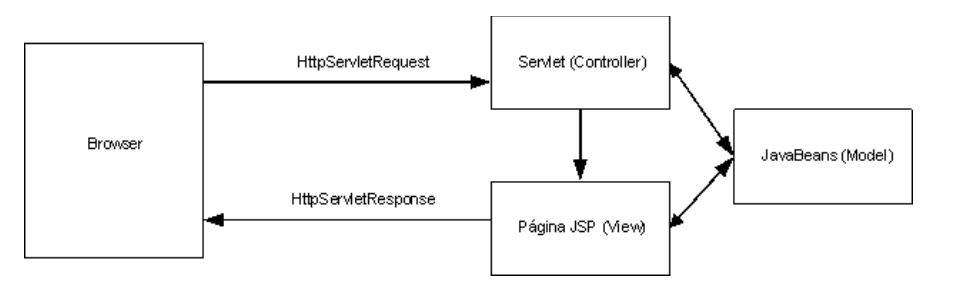 HttpServletRequest
Servlet (Controller)
Browser
JavaBeans (Model)
HttpServletResponse
Página JSP (View)